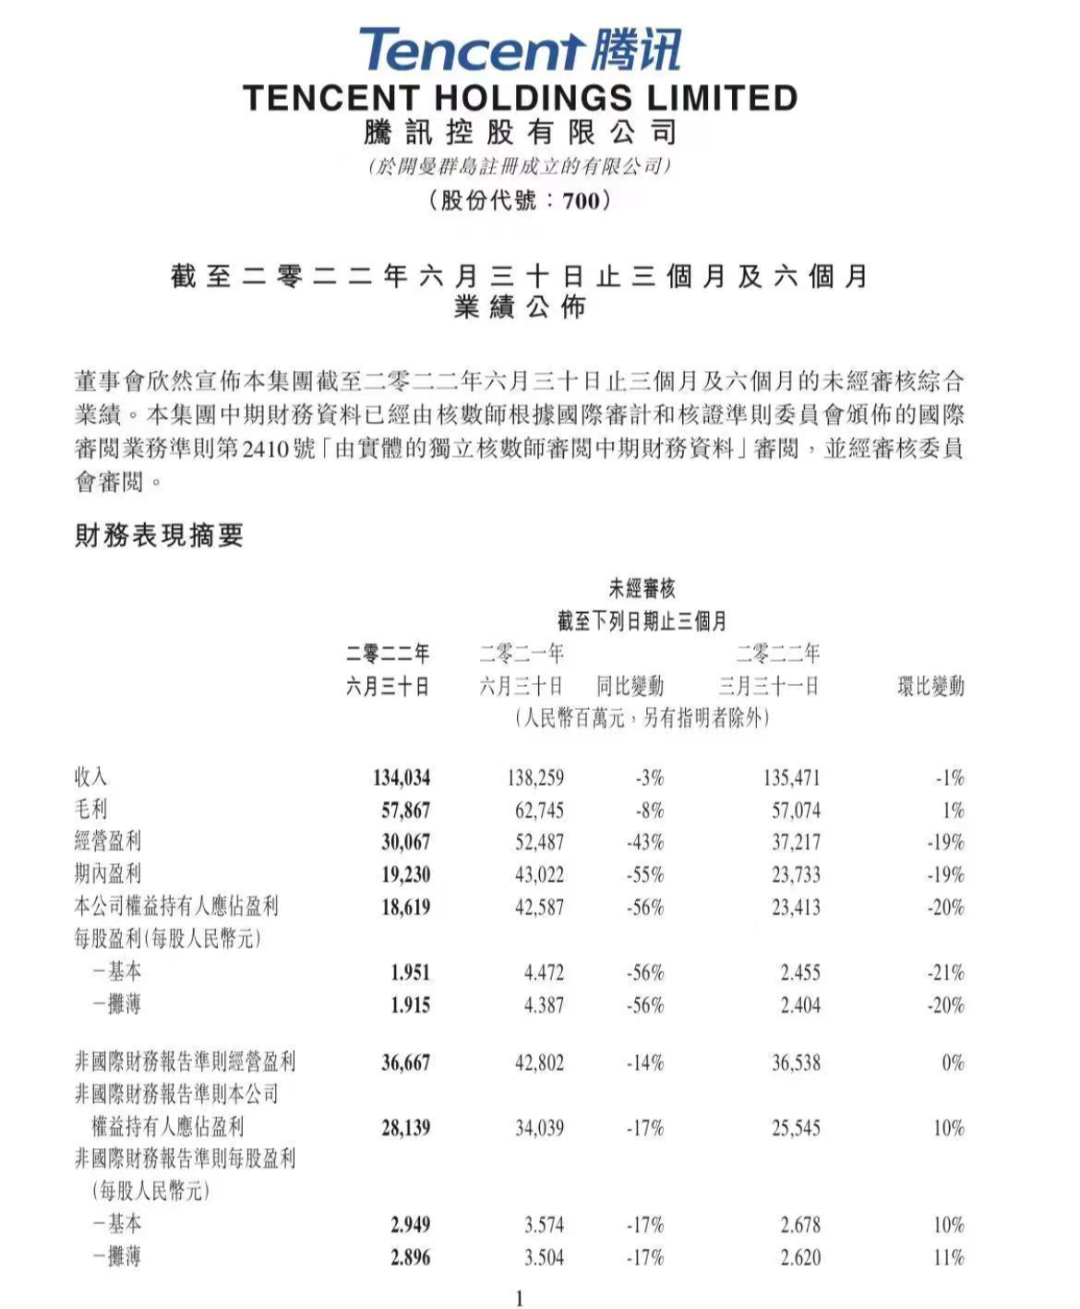 Tencent 腾讯
TENCENT HOLDINGS LIMITED
騰訊控股有限公司
(於開曼群島註冊成立的有限公司)
(股份代號：700)
截至二零二二年六月三十日止三個月及六個月
業績公佈
董事會欣然宣佈本集團截至二零二二年六月三十日止三個月及六個月的未經審核綜合
業績。本集團中期財務資料已經由核數師根據國際審計和核證準則委員會頒佈的國際
審閱業務準則第2410號「由實體的獨立核數師審閱中期財務資料」審閱，並經審核委員
會審閱。
財務表現摘要
未經審核
截至下列日期止三個月
二零二二年 二零二一年 二零二二年
六月三十日 六月三十日 同比變動 三月三十一日 環比變動
(人民幣百萬元，另有指明者除外)
收入 134,034 138,259 -3% 135,471 -1%
毛利 57,867 62,745 -8% 57,074 1%
經營盈利 30,067 52,487 -43% 37,217 -19%
期內盈利 19,230 43,022 -55% 23,733 -19%
本公司權益持有人應佔盈利 18,619 42,587 -56% 23,413 -20%
每股盈利(每股人民幣元)
－基本 1.951 4.472 -56% 2.455 -21%
－攤薄 1.915 4.387 -56% 2.404 -20%
非國際財務報告準則經營盈利 36,667 42,802 -14% 36,538 0%
非國際財務報告準則本公司
權益持有人應佔盈利 28,139 34,039 -17% 25,545 10%
非國際財務報告準則每股盈利
(每股人民幣元)
－基本 2.949 3.574 -17% 2.678 10%
－攤薄 2.896 3.504 -17% 2.620 11%
1